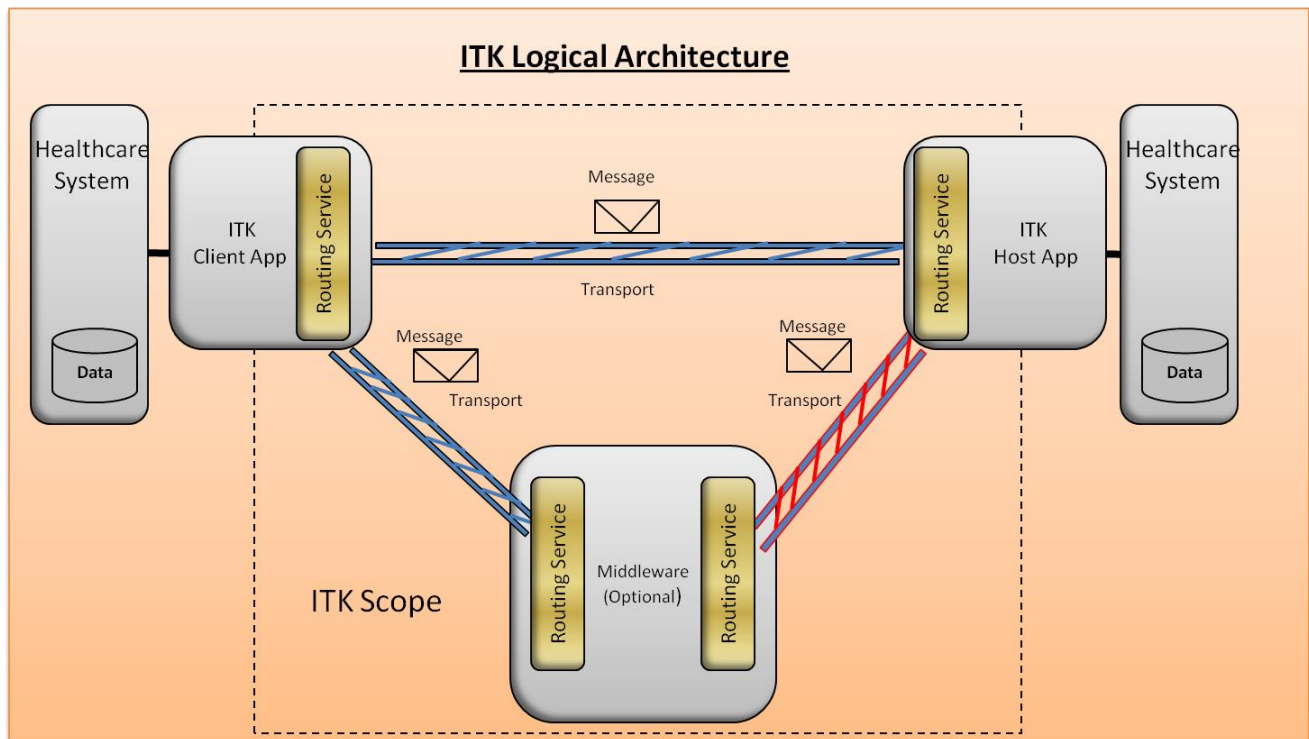 ITK Logical Architecture
Healthcare
System
Data
ITK
Client App
Routing Service
Message
Transport
Routing Service
ITK
Host App
Healthcare
System
Data
Message
Transport
Message
Transport
Routing Service
Middleware
(Optional)
Routing Service
ITK Scope